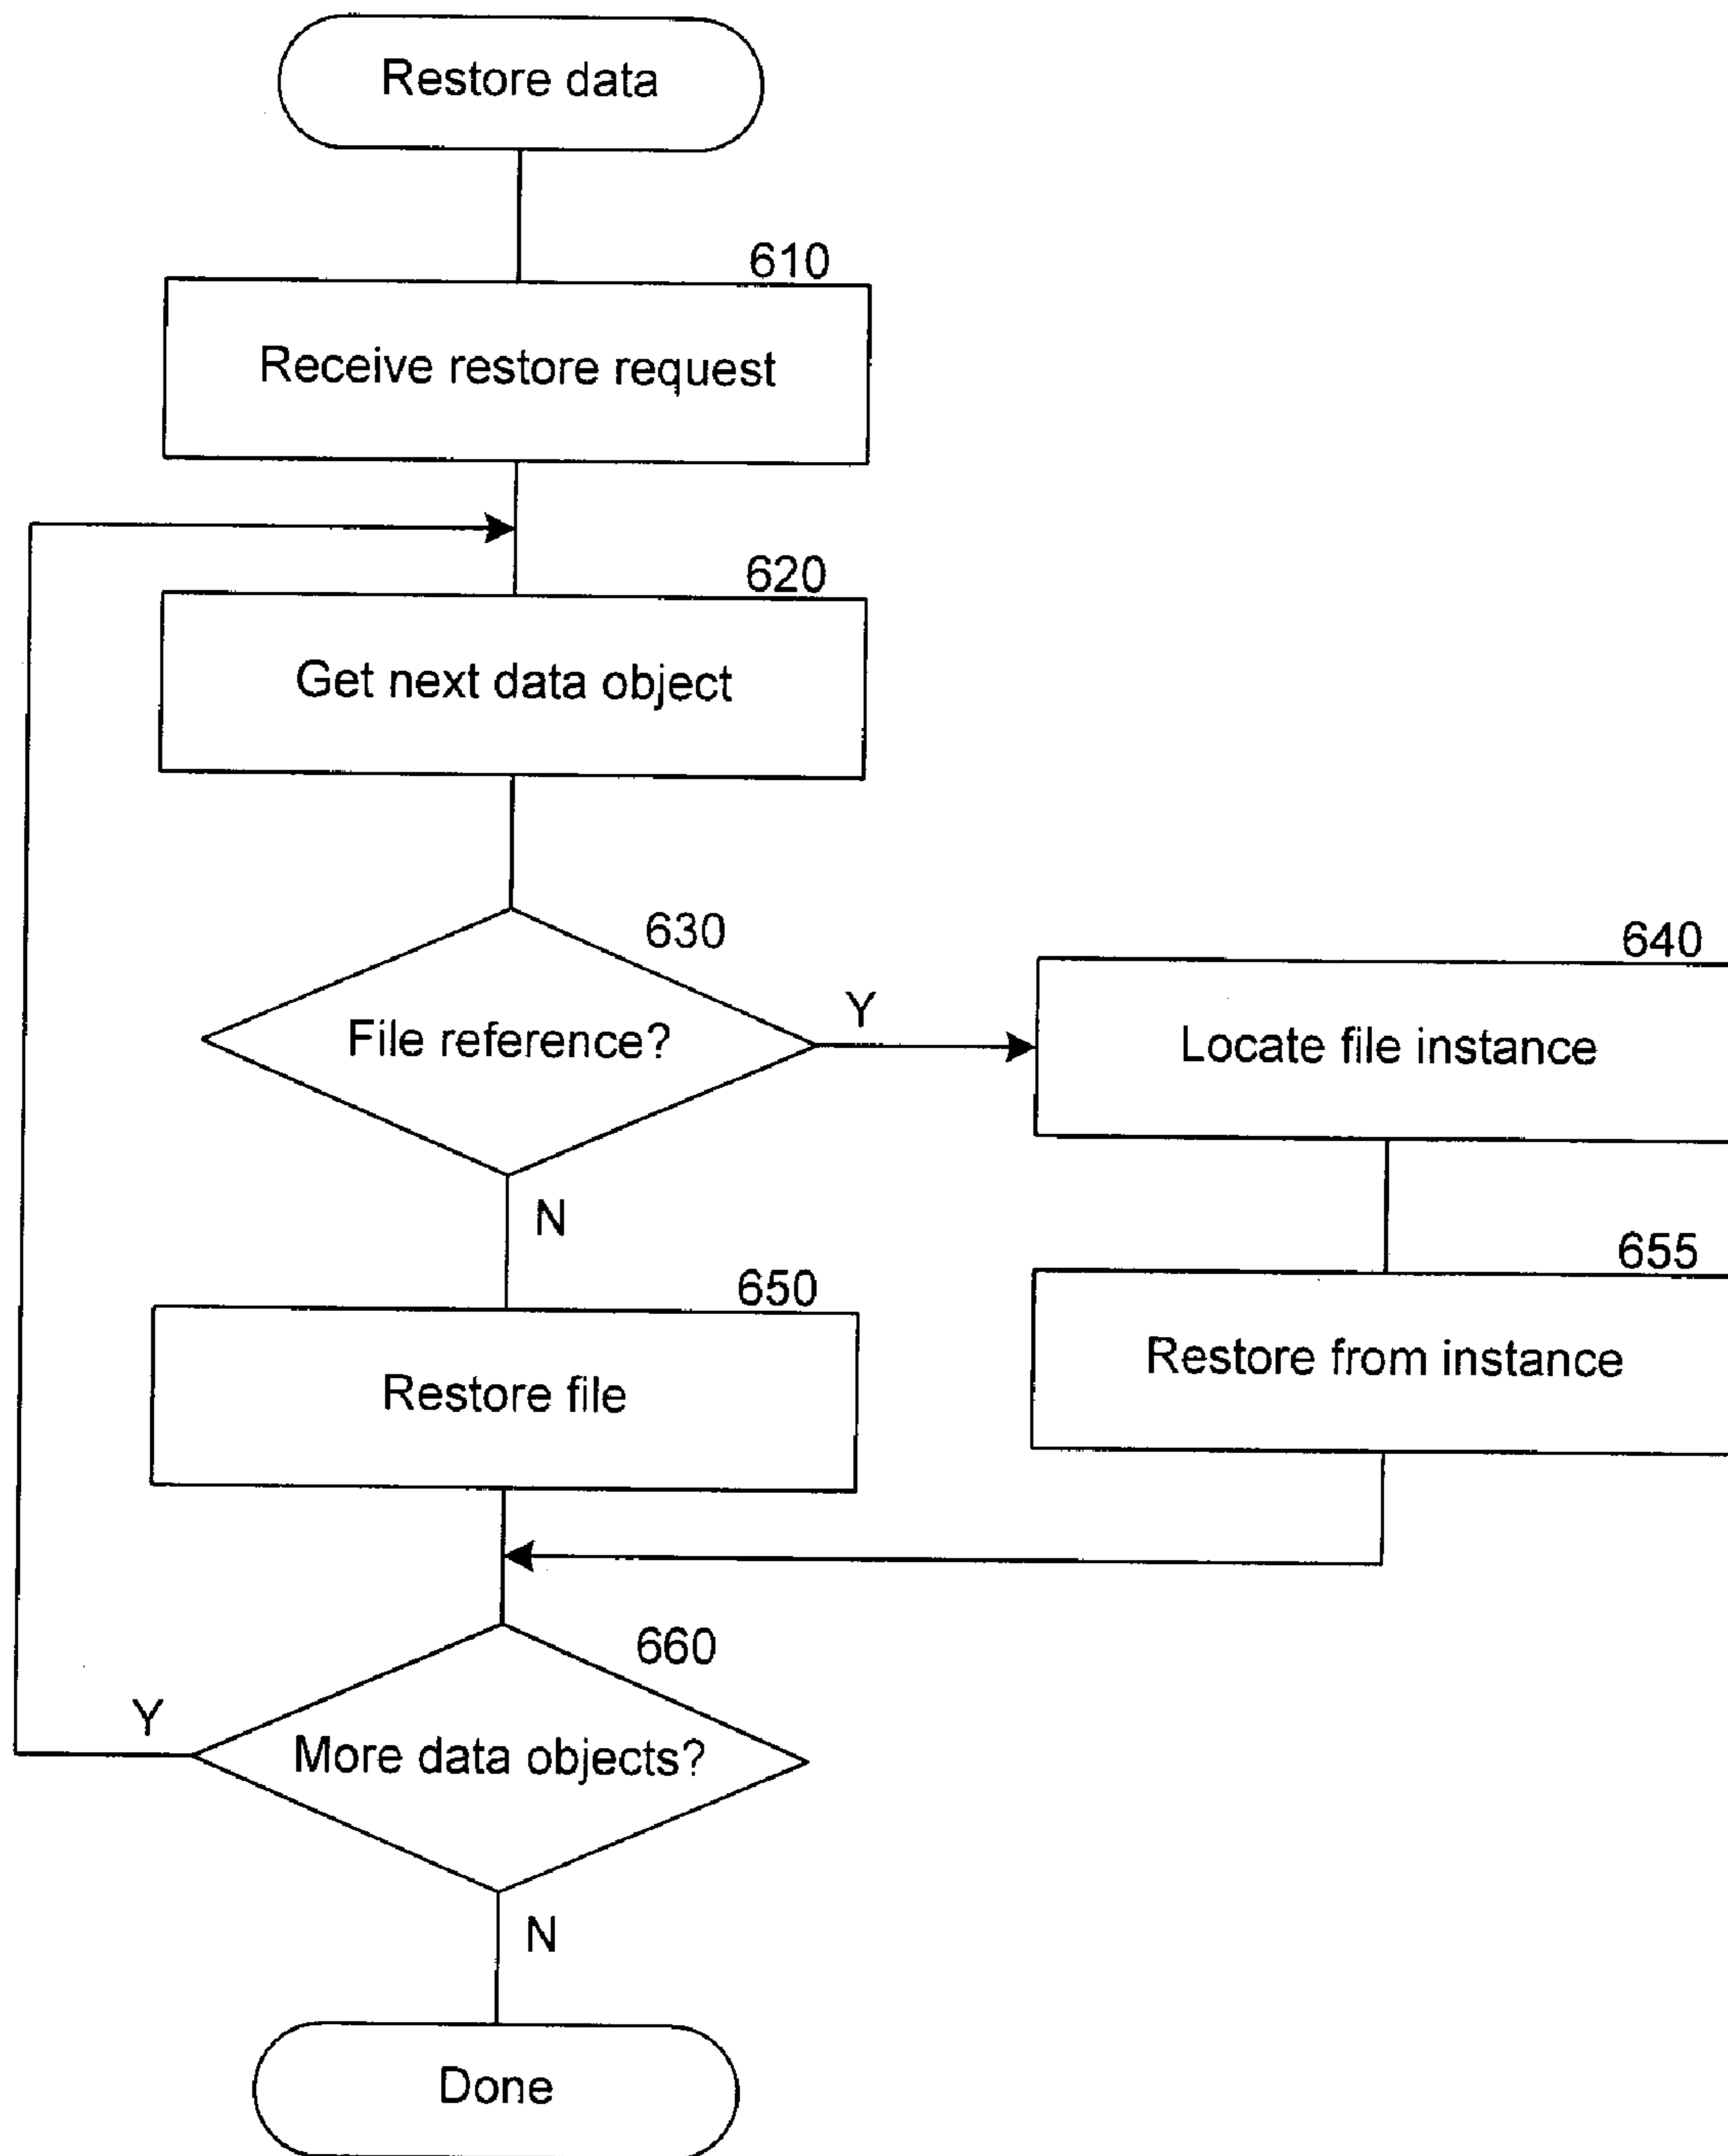 Restore data
610
Receive restore request
620
Get next data object
630
File reference?
Y
640
Locate file instance
N
650
Restore file
655
Restore from instance
660
More data objects?
Y
N
Done